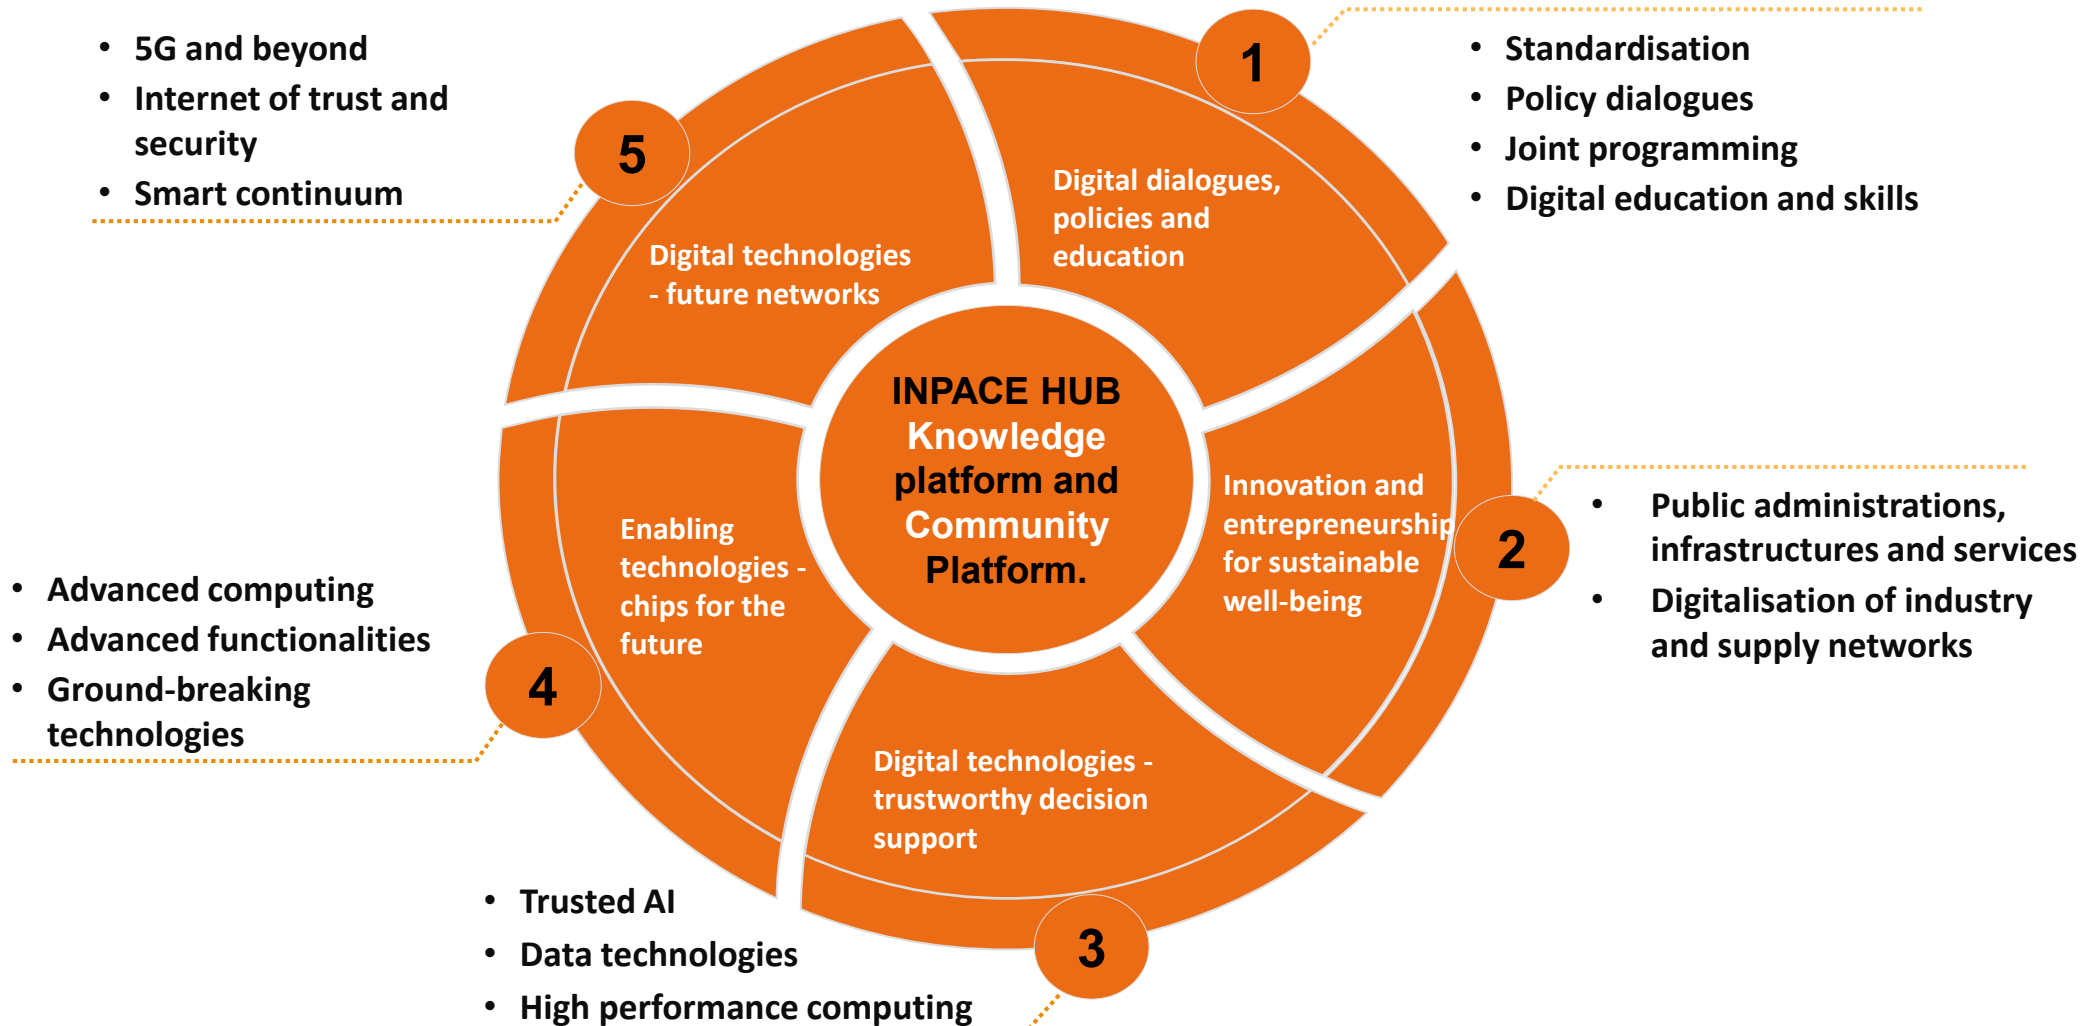 1
• Standardisation
• Policy dialogues
• Joint programming
• Digital education and skills
Digital dialogues,
policies and
education
2
• Public administrations,
infrastructures and services
• Digitalisation of industry
and supply networks
Innovation and
entrepreneurship
for sustainable
well-being
3
• Trusted AI
• Data technologies
• High performance computing
Digital technologies -
trustworthy decision
support
4
• Advanced computing
• Advanced functionalities
• Ground-breaking
technologies
Enabling
technologies -
chips for the
future
5
• 5G and beyond
• Internet of trust and
security
• Smart continuum
Digital technologies
- future networks
INPACE HUB
Knowledge
platform and
Community
Platform.